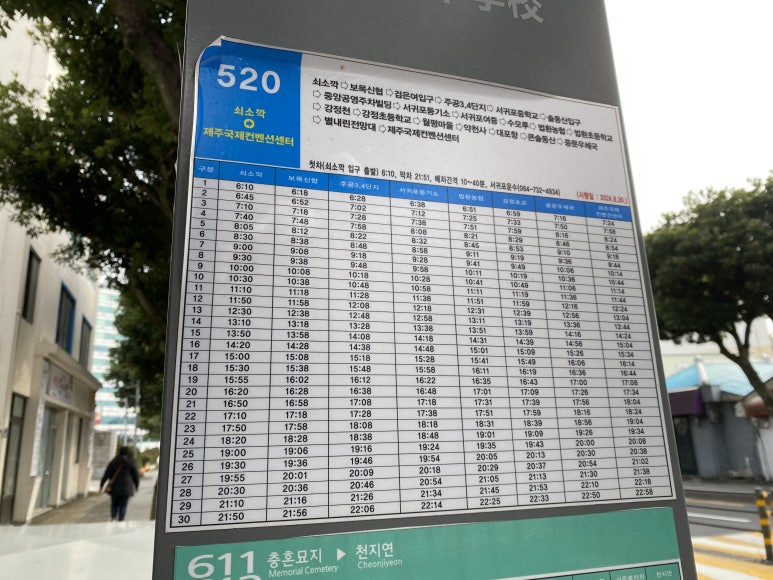 學校
520
쇠소깍
제주국제컨벤션센터
쇠소깍 ⇨ 보목신협 ⇨ 검은여입구 ⇨ 주공3,4단지 ⇨ 서귀포중학교 ⇨ 솔동산입구
⇨ 중앙공영주차빌딩 ⇨ 서귀포등기소 ⇨ 서귀포여중 ⇨ 수모루 ⇨ 법환농협 ⇨ 법환초등학교
⇨ 강정천 ⇨ 강정초등학교 ⇨ 월평마을 ⇨ 약천사 ⇨ 대포항 ⇨ 큰솔동산 ⇨ 중문우체국
⇨ 별내린전망대 ⇨ 제주국제컨벤션센터
첫차(쇠소깍 입구 출발) 6:10, 막차 21:51, 배차간격 10~40분, 서귀포운수(064-732-4934)
(시행일 : 2024.8.30.)
구분 쇠소깍 보목신협 주공3,4단지 서귀포등기소 법환농협 강정초교 중문우체국 제주국제컨벤션센터
1 6:10 6:18 6:28 6:38 6:51 6:59 7:16 7:24
2 6:45 6:52 7:02 7:12 7:25 7:33 7:50 7:58
3 7:10 7:18 7:28 7:38 7:51 7:59 8:16 8:24
4 7:40 7:48 7:58 8:08 8:21 8:29 8:46 8:54
5 8:05 8:12 8:22 8:32 8:45 8:53 9:10 9:18
6 8:30 8:38 8:48 8:58 9:11 9:19 9:36 9:44
7 9:00 9:08 9:18 9:28 9:41 9:49 10:06 10:14
8 9:30 9:38 9:48 9:58 10:11 10:19 10:36 10:44
9 10:00 10:08 10:18 10:28 10:41 10:49 11:06 11:14
10 10:30 10:38 10:48 10:58 11:11 11:19 11:36 11:44
11 11:10 11:18 11:28 11:38 11:51 11:59 12:16 12:24
12 11:50 11:58 12:08 12:18 12:31 12:39 12:56 13:04
13 12:30 12:38 12:48 12:58 13:11 13:19 13:36 13:44
14 13:10 13:18 13:28 13:38 13:51 13:59 14:16 14:24
15 13:50 13:58 14:08 14:18 14:31 14:39 14:56 15:04
16 14:20 14:28 14:38 14:48 15:01 15:09 15:26 15:34
17 15:00 15:08 15:18 15:28 15:41 15:49 16:06 16:14
18 15:30 15:38 15:48 15:58 16:11 16:19 16:36 16:44
19 15:55 16:02 16:12 16:22 16:35 16:43 17:00 17:08
20 16:20 16:28 16:38 16:48 17:01 17:09 17:26 17:34
21 16:50 16:58 17:08 17:18 17:31 17:39 17:56 18:04
22 17:10 17:18 17:28 17:38 17:51 17:59 18:16 18:24
23 17:50 17:58 18:08 18:18 18:31 18:39 18:56 19:04
24 18:20 18:28 18:38 18:48 19:01 19:09 19:26 19:34
25 19:00 19:06 19:16 19:24 19:35 19:43 20:00 20:08
26 19:30 19:36 19:46 19:54 20:05 20:13 20:30 20:38
27 19:55 20:01 20:09 20:18 20:29 20:37 20:54 21:02
28 20:30 20:36 20:46 20:54 21:05 21:13 21:30 21:38
29 21:10 21:16 21:26 21:34 21:45 21:53 22:10 22:18
30 21:50 21:56 22:06 22:14 22:25 22:33 22:50 22:58
611 충혼묘지 ▶ 천지연
Memorial Cemetery Cheonjiyeon
천지연